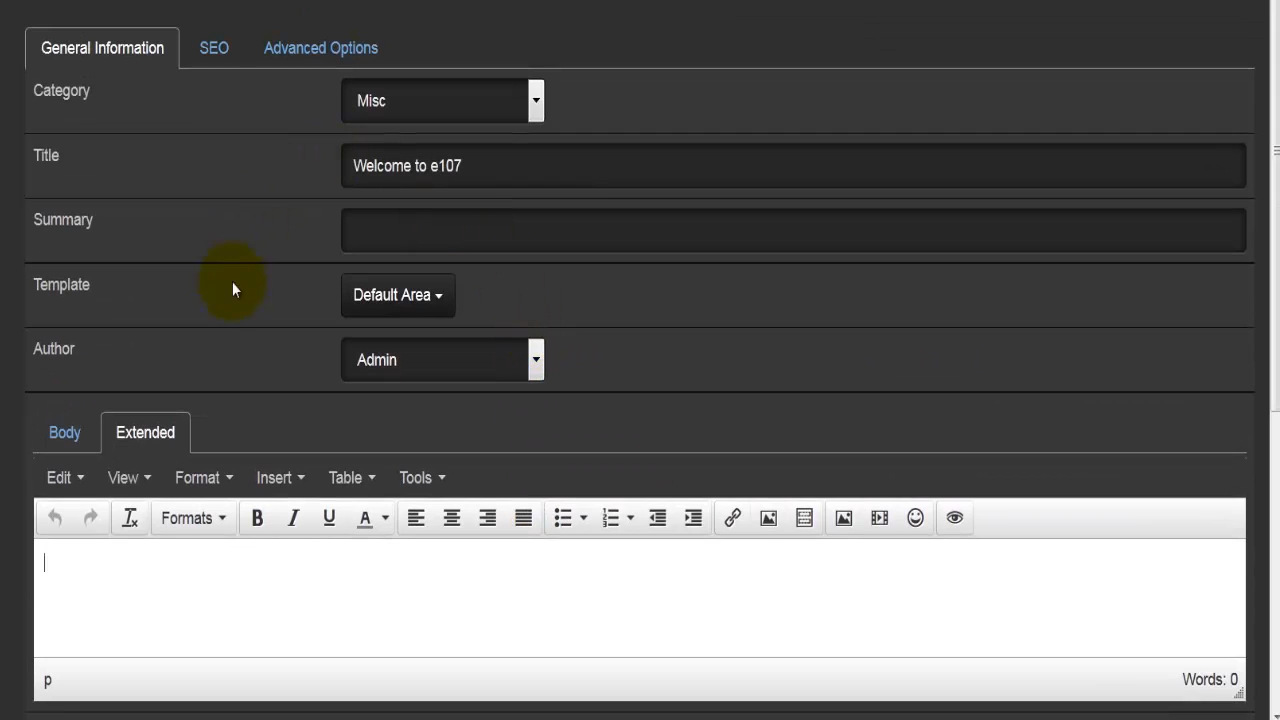 General Information SEO Advanced Options
Category Misc
Title Welcome to e107
Summary
Template Default Area
Author Admin
Body Extended
Edit View Format Insert Table Tools
Formats B I U A
p Words: 0